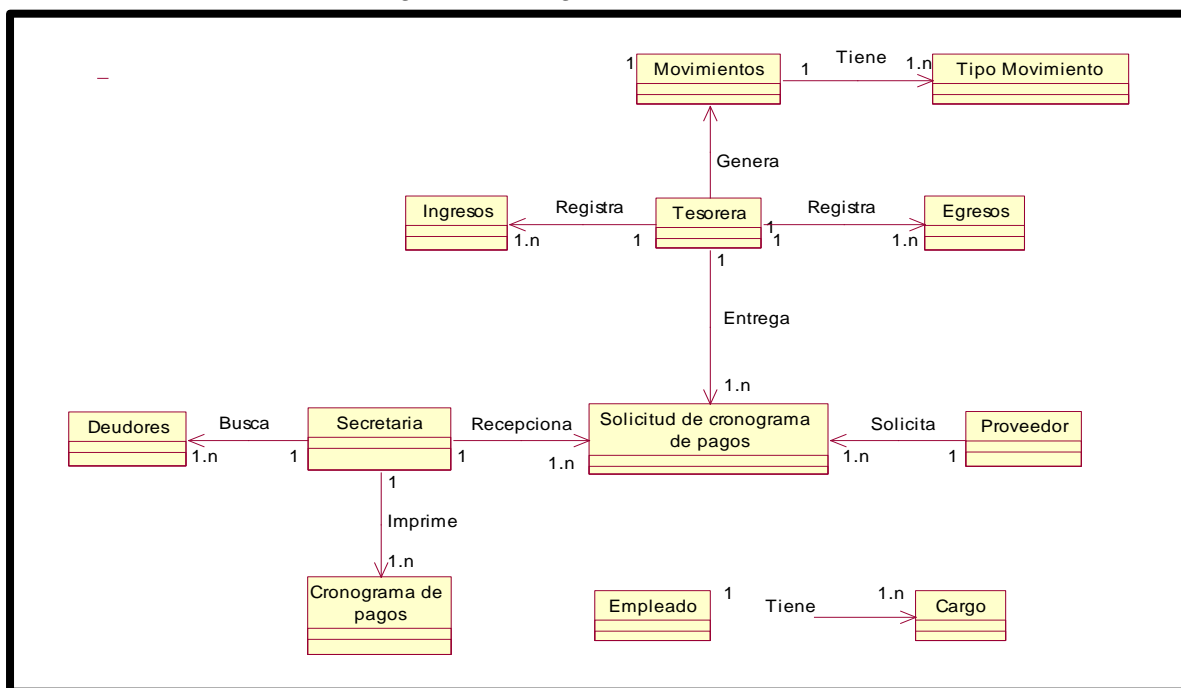 1 Movimientos 1 Tiene 1.n Tipo Movimiento
Genera
Ingresos 1.n Registra 1 Tesorera 1 1 Registra 1.n Egresos
1
Entrega
1.n
Deudores 1.n Busca 1 Secretaria 1 Recepciona 1.n Solicitud de cronograma
de pagos 1.n Solicita 1 Proveedor
1
Imprime
1.n
Cronograma de
pagos
Empleado 1 Tiene 1.n Cargo